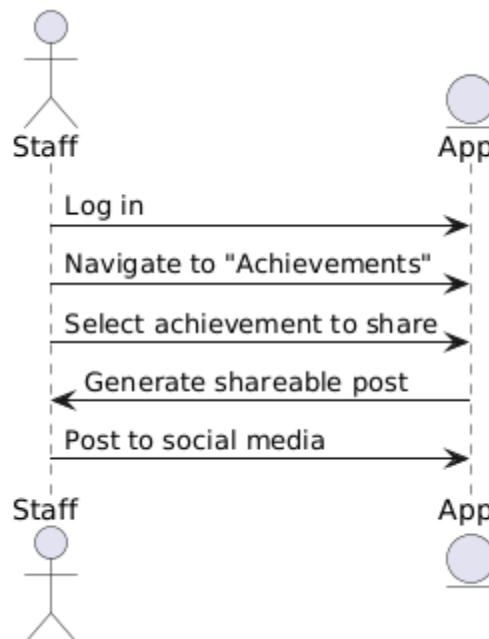 Staff
App
Log in
Navigate to "Achievements"
Select achievement to share
Generate shareable post
Post to social media
Staff
App